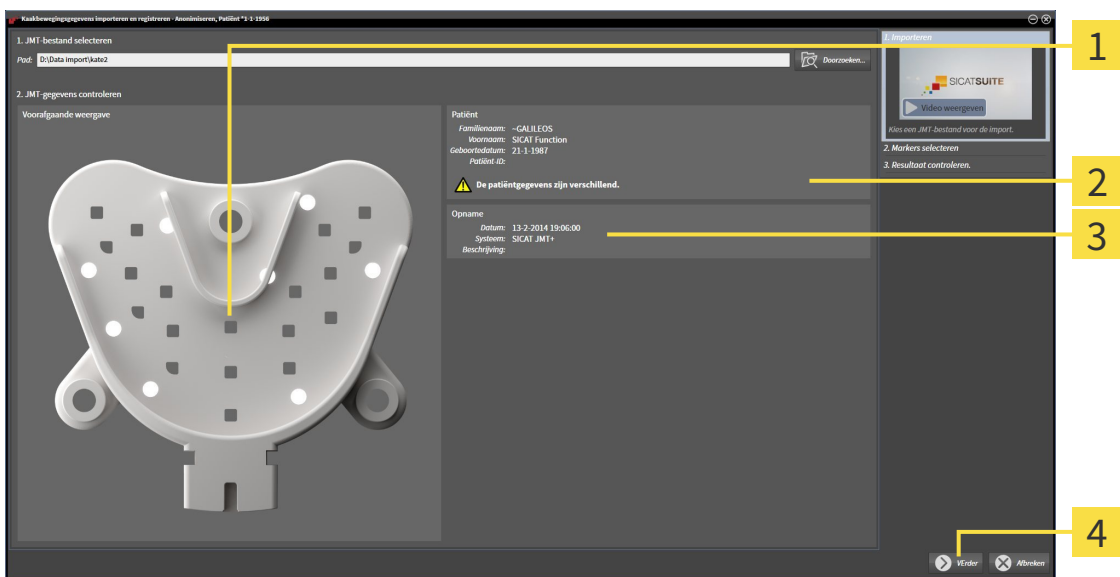 Kaakbewegingsgegevens importeren en registreren - Anonimiseren, Patiënt *1-1-1956
1. JMT-bestand selecteren
Pad: D:\Data import\kate2 Doorzoeken...
2. JMT-gegevens controleren
Voorafgaande weergave
Patiënt
Familienaam: ~GALILEOS
Voornaam: SICAT Function
Geboortedatum: 21-1-1987
Patiënt-ID:
De patiëntgegevens zijn verschillend.
Opname
Datum: 13-2-2014 19:06:00
Systeem: SICAT JMT+
Beschrijving:
1. Importeren
SICATSUITE
Video weergeven
Kies een JMT-bestand voor de import.
2. Markers selecteren
3. Resultaat controleren.
VErder Afbreken
1
2
3
4